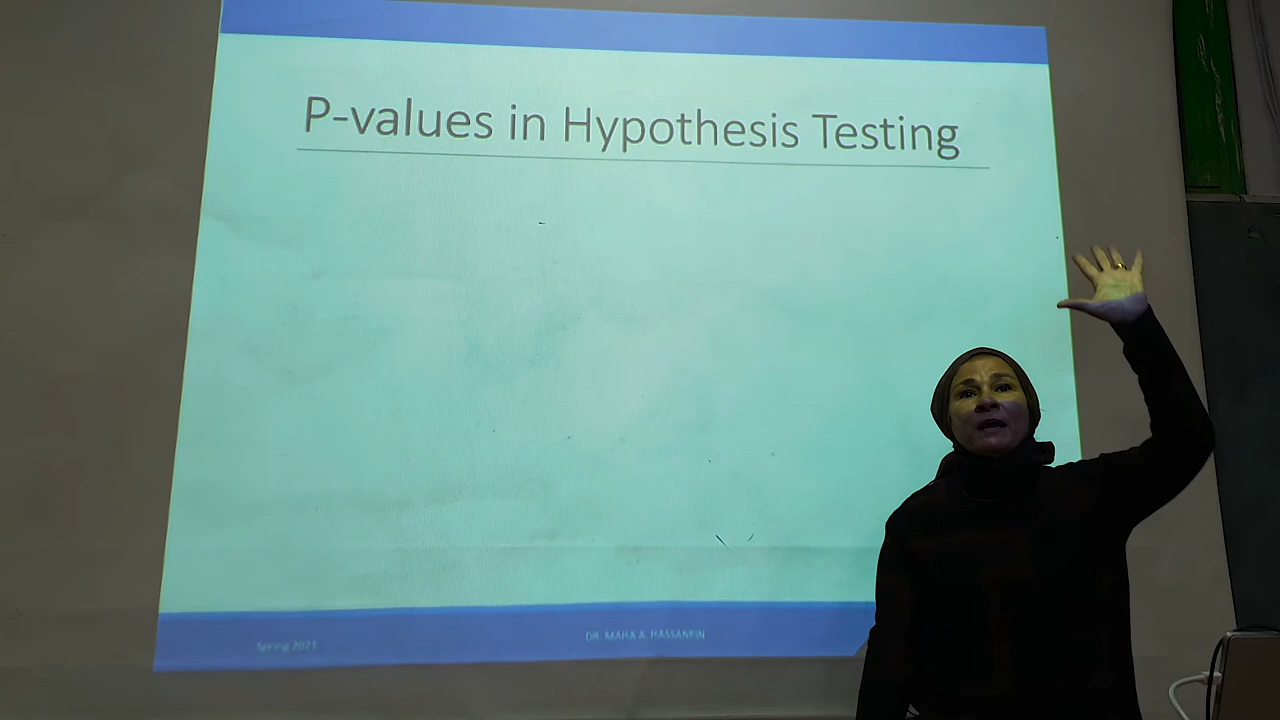 P-values in Hypothesis Testing
Spring 2021
DR. MAHA A. HASSANEIN